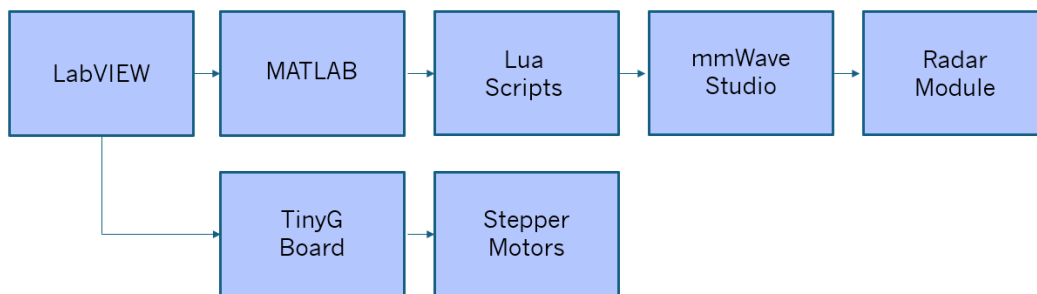 LabVIEW
MATLAB
Lua
Scripts
mmWave
Studio
Radar
Module
TinyG
Board
Stepper
Motors